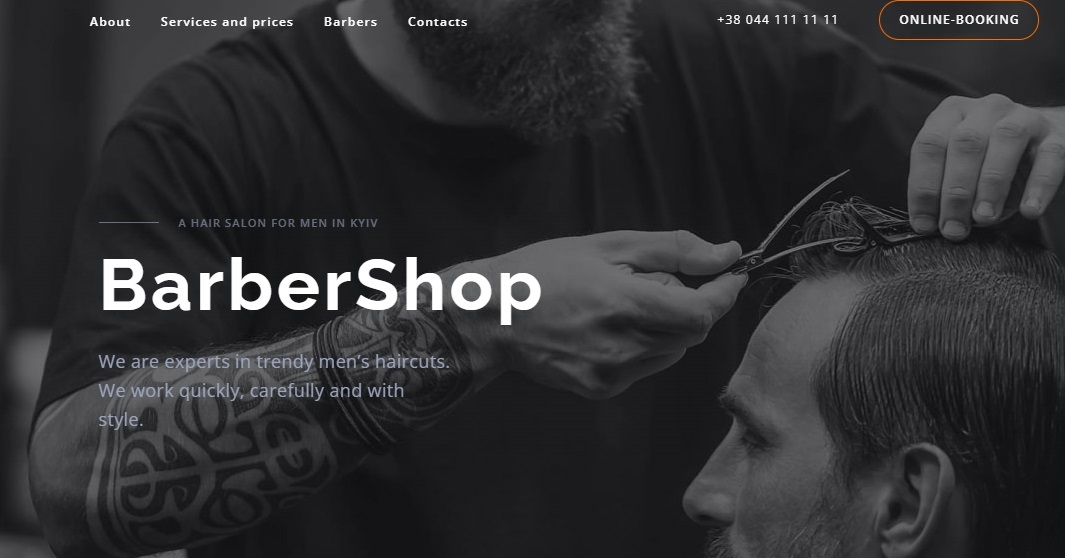 About Services and prices Barbers Contacts +38 044 111 11 11 ONLINE-BOOKING
A HAIR SALON FOR MEN IN KYIV
BarberShop
We are experts in trendy men’s haircuts.
We work quickly, carefully and with
style.